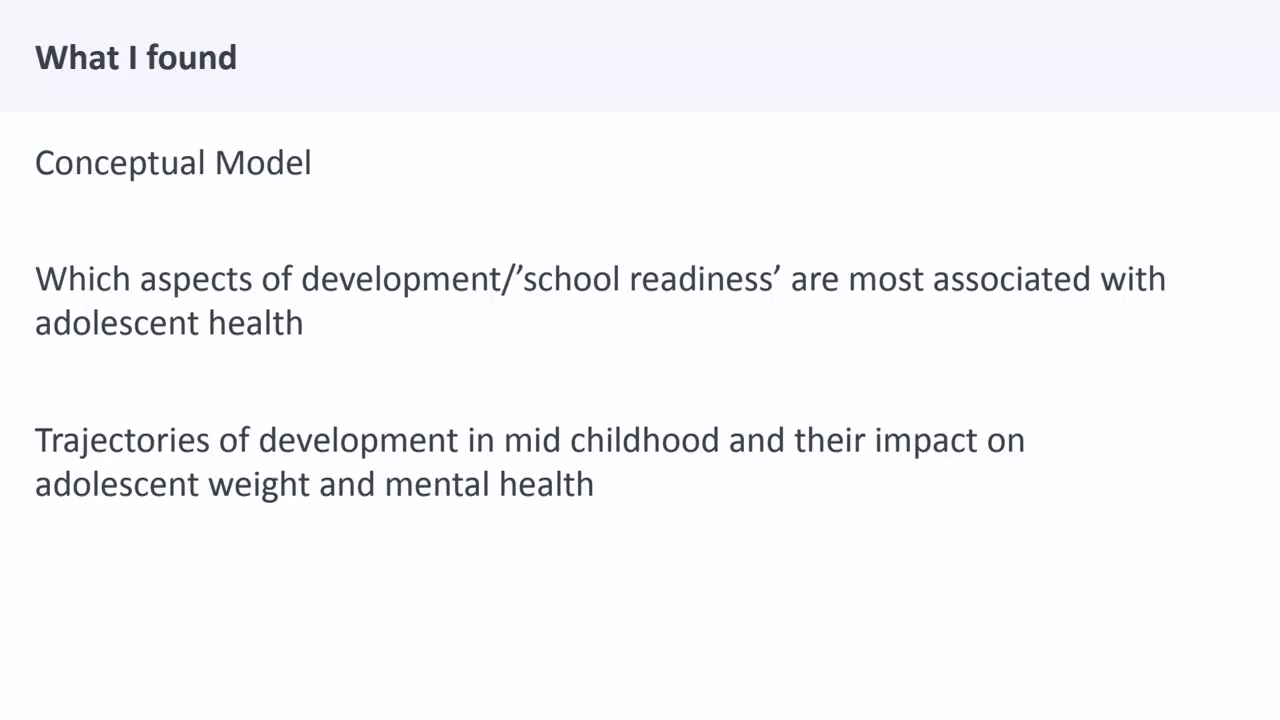 What I found
Conceptual Model
Which aspects of development/’school readiness’ are most associated with
adolescent health
Trajectories of development in mid childhood and their impact on
adolescent weight and mental health